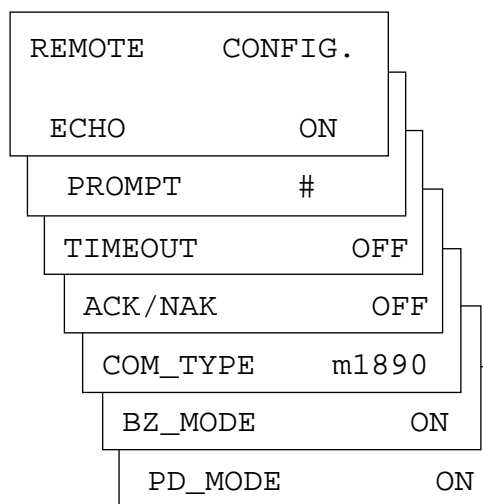 REMOTE CONFIG.
ECHO ON
PROMPT #
TIMEOUT OFF
ACK/NAK OFF
COM_TYPE m1890
BZ_MODE ON
PD_MODE ON